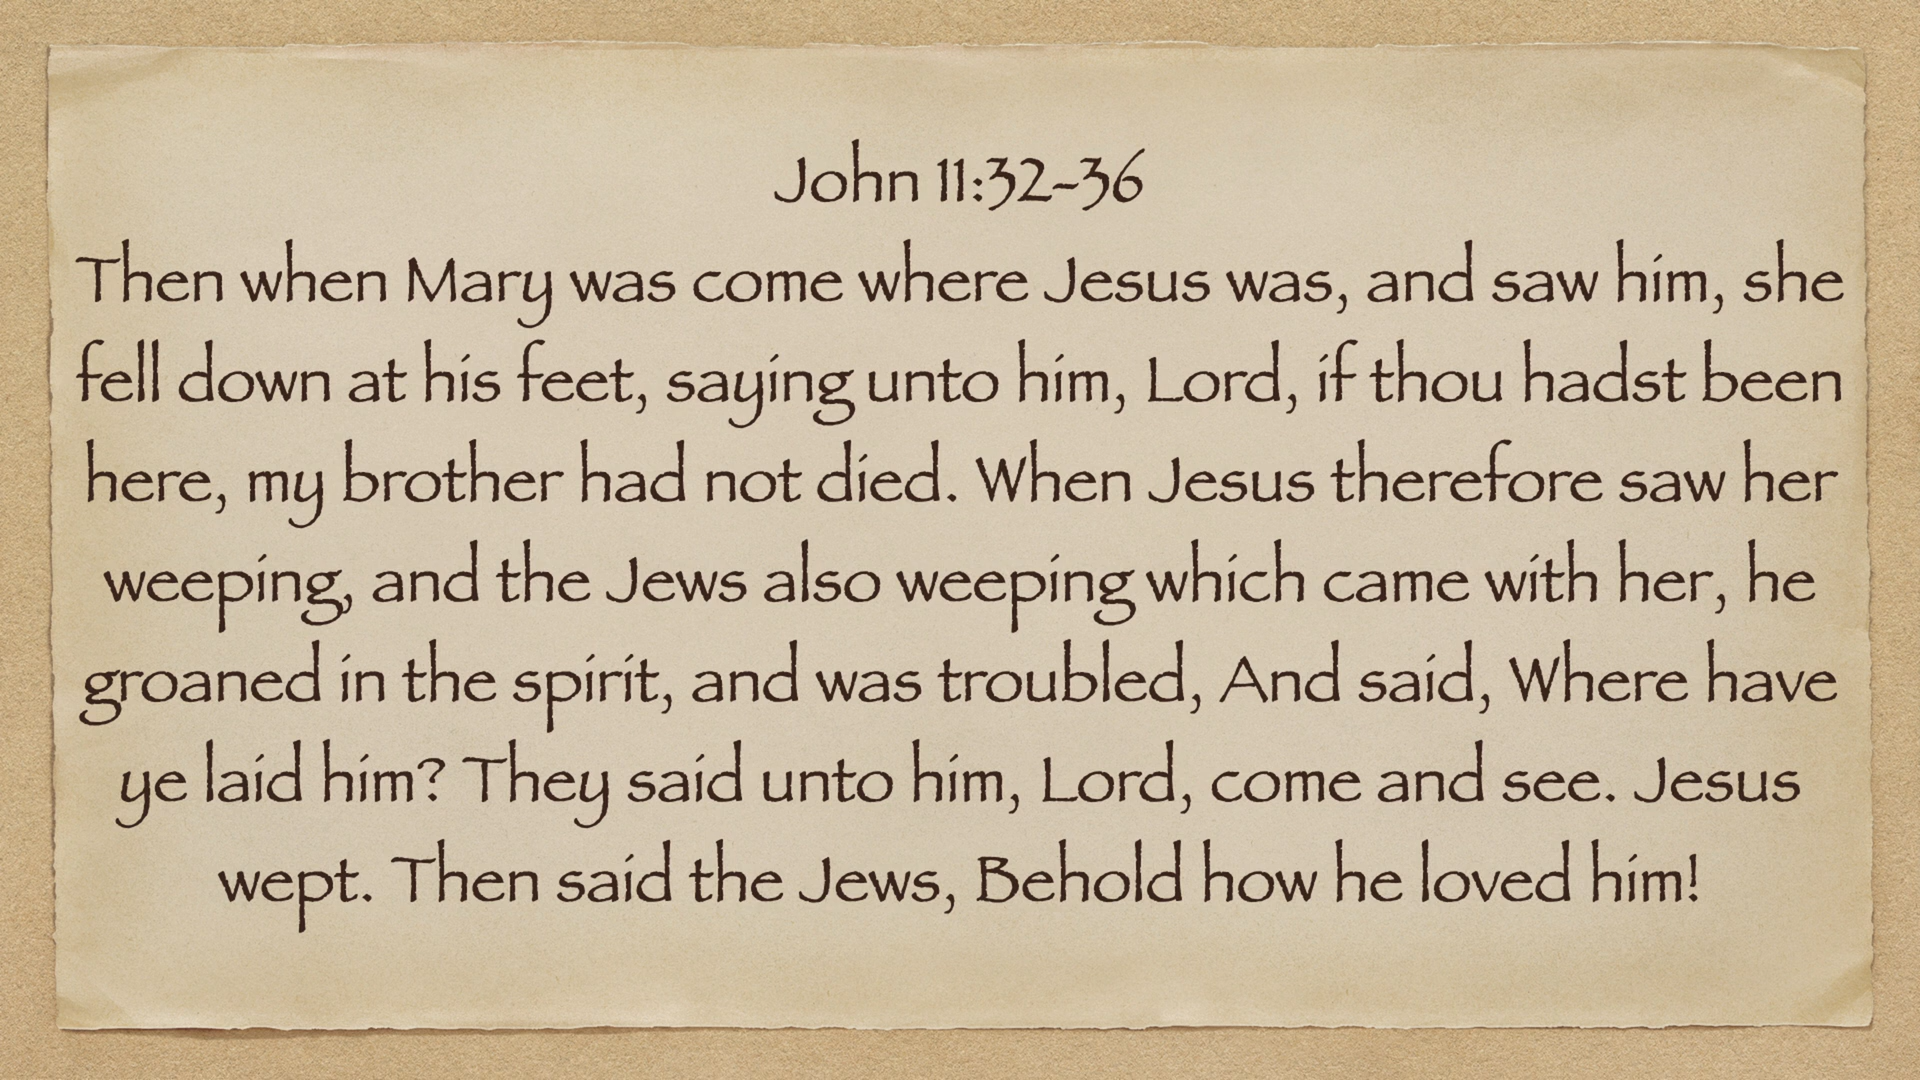 John 11:32-36
Then when Mary was come where Jesus was, and saw him, she
fell down at his feet, saying unto him, Lord, if thou hadst been
here, my brother had not died. When Jesus therefore saw her
weeping, and the Jews also weeping which came with her, he
groaned in the spirit, and was troubled, And said, Where have
ye laid him? They said unto him, Lord, come and see. Jesus
wept. Then said the Jews, Behold how he loved him!